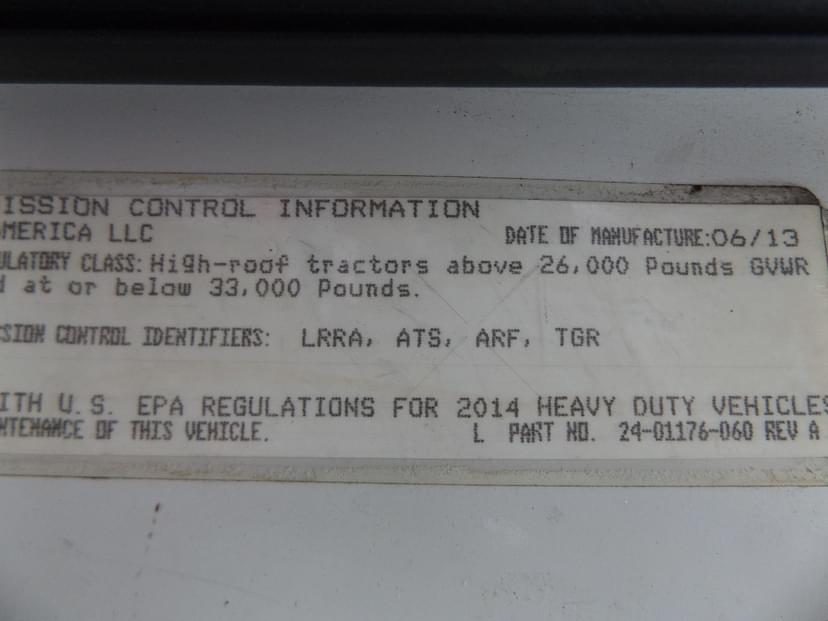 ISSION CONTROL INFORMATION
AMERICA LLC DATE OF MANUFACTURE:06/13
ULATORY CLASS: High-roof tractors above 26,000 Pounds GVWR
d at or below 33,000 Pounds.
SION CONTROL IDENTIFIERS: LRRA, ATS, ARF, TGR
ITH U.S. EPA REGULATIONS FOR 2014 HEAVY DUTY VEHICLES
NTENANCE OF THIS VEHICLE. L PART NO. 24-01176-060 REV A